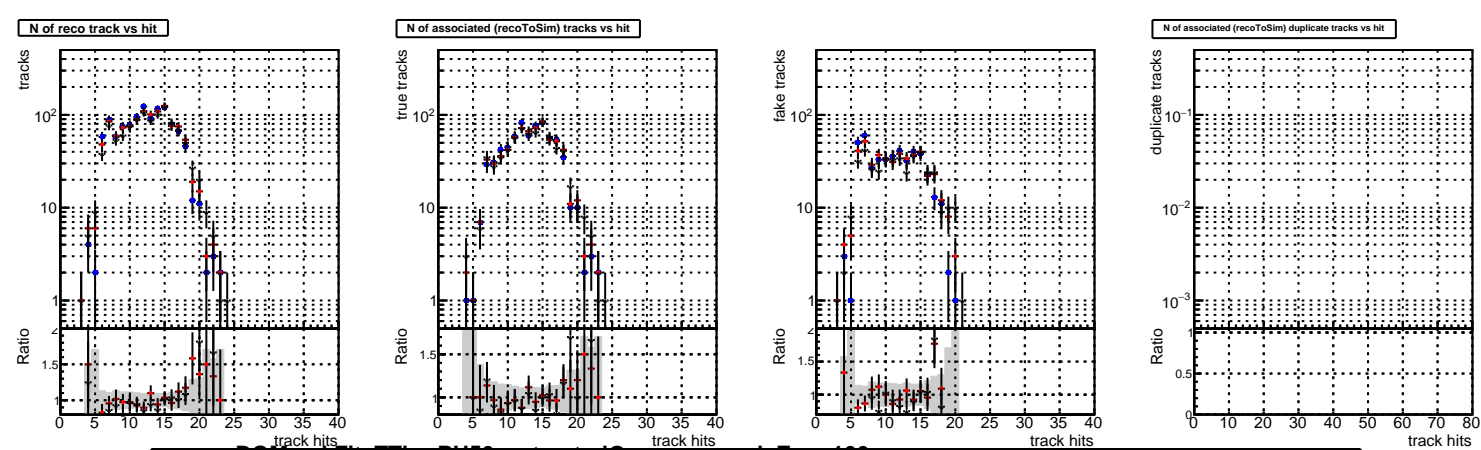 N of reco track vs hit
N of associated (recoToSim) tracks vs hit
N of associated (recoToSim) duplicate tracks vs hit
tracks
10²
10
1
Ratio
2
1.5
1
0 5 10 15 20 25 30 35 40
track hits
true tracks
10²
10
1
Ratio
1.5
1
0 5 10 15 20 25 30 35 40
track hits
fake tracks
10²
10
1
Ratio
2
1.5
1
0 5 10 15 20 25 30 35 40
track hits
duplicate tracks
10⁻¹
10⁻²
10⁻³
Ratio
1
0.5
0
0 10 20 30 40 50 60 70 80
track hits